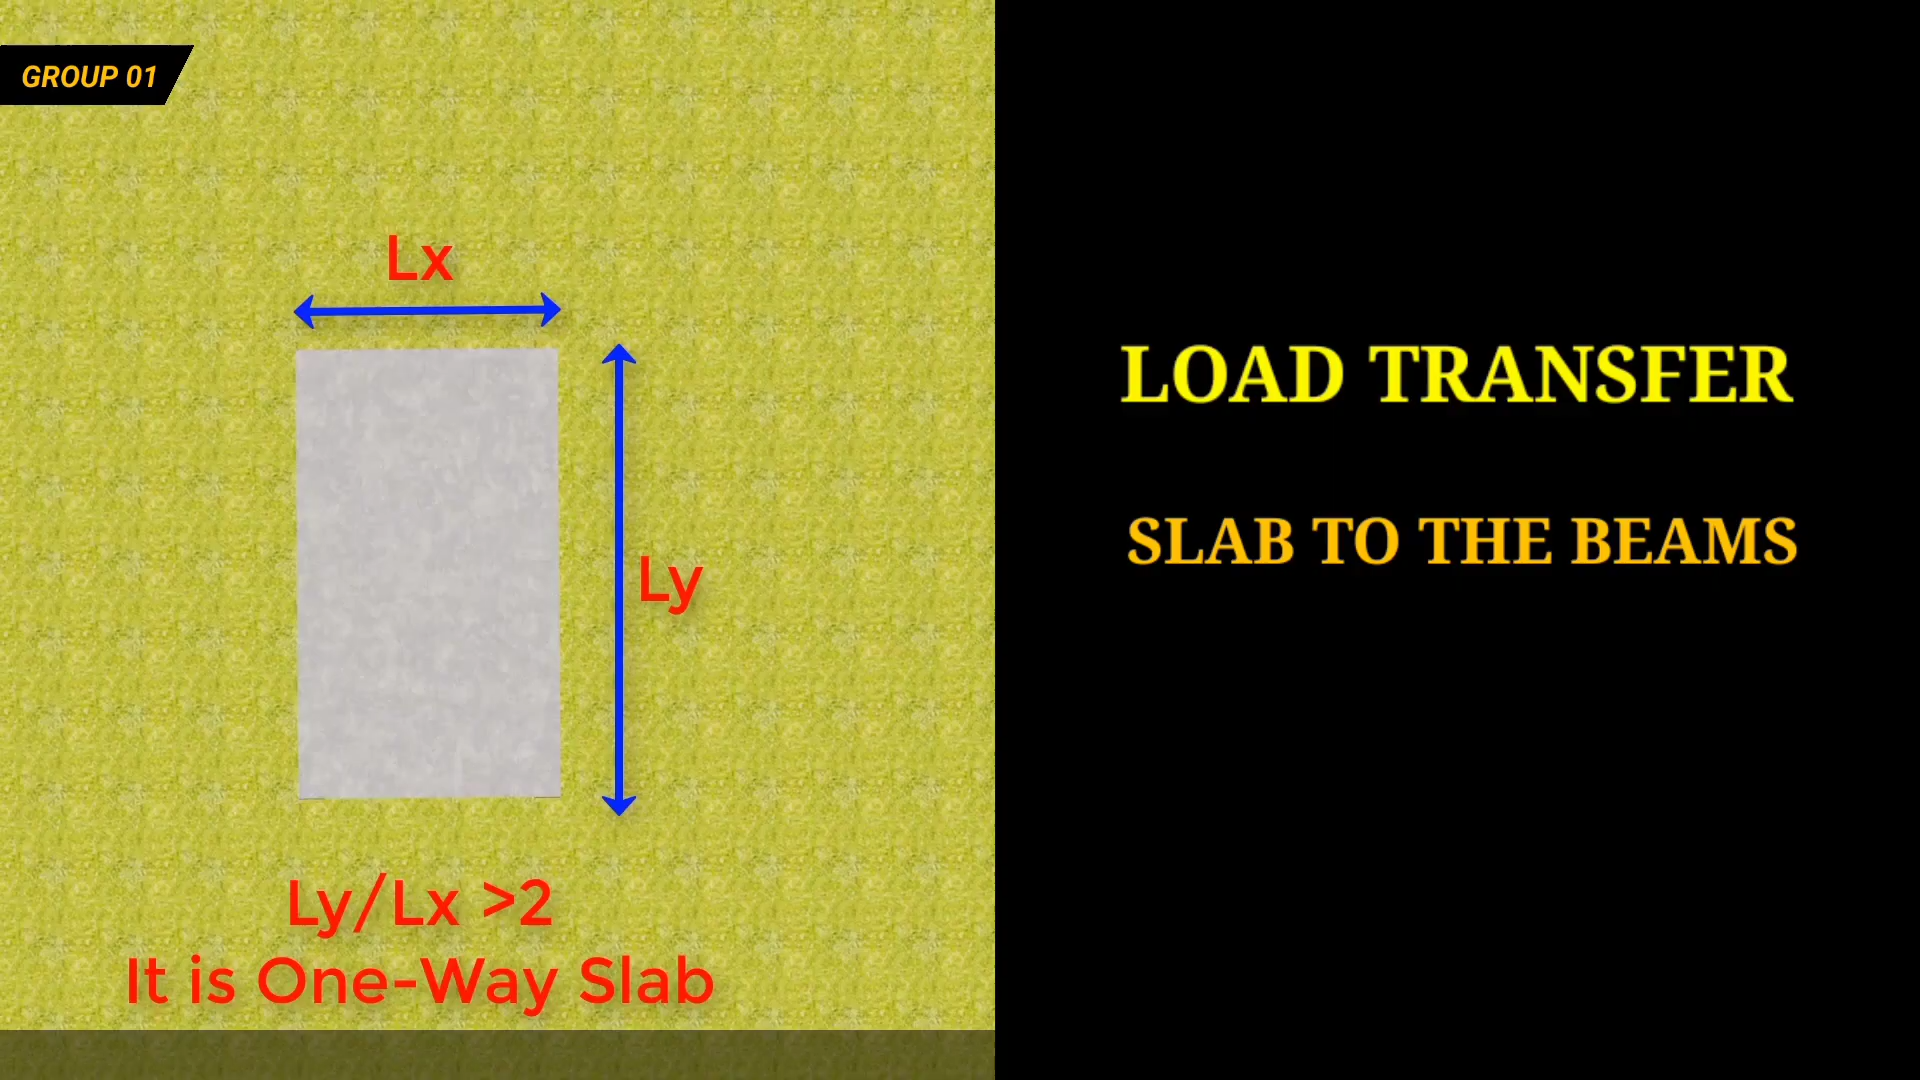 GROUP 01
Lx
Ly
Ly/Lx >2
It is One-Way Slab
LOAD TRANSFER
SLAB TO THE BEAMS